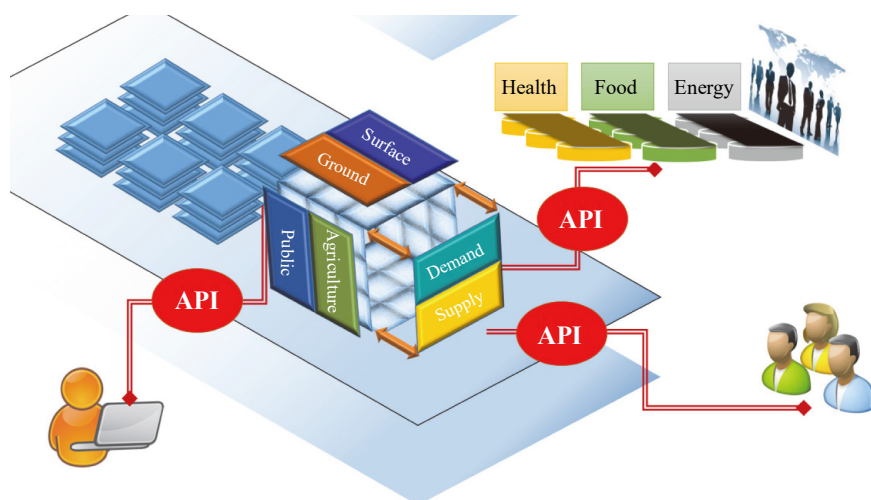 Health
Food
Energy
Surface
Ground
Public
Agriculture
Demand
Supply
API
API
API